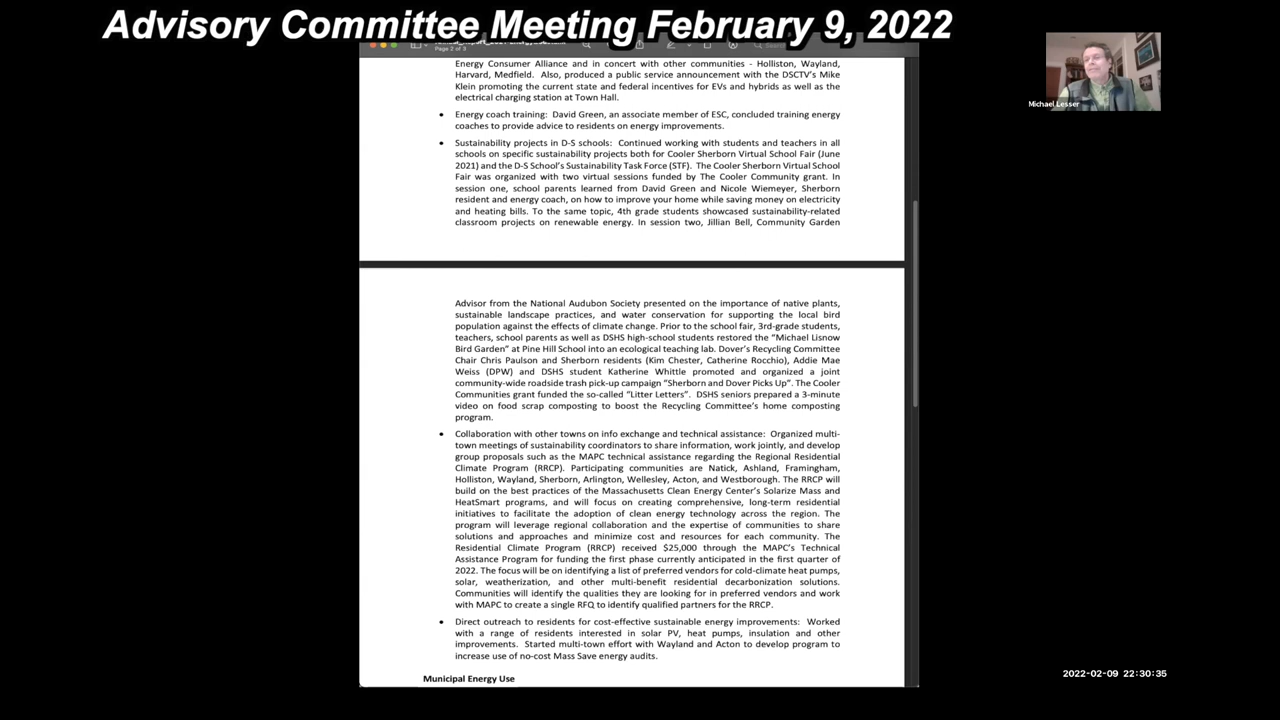 Advisory Committee Meeting February 9, 2022
Page 2 of 3
Energy Consumer Alliance and in concert with other communities - Holliston, Wayland,
Harvard, Medfield. Also, produced a public service announcement with the DSCTV's Mike
Klein promoting the current state and federal incentives for EVs and hybrids as well as the
electrical charging station at Town Hall.
• Energy coach training: David Green, an associate member of ESC, concluded training energy
coaches to provide advice to residents on energy improvements.
• Sustainability projects in D-S schools: Continued working with students and teachers in all
schools on specific sustainability projects both for Cooler Sherborn Virtual School Fair (June
2021) and the D-S School's Sustainability Task Force (STF). The Cooler Sherborn Virtual School
Fair was organized with two virtual sessions funded by The Cooler Community grant. In
session one, school parents learned from David Green and Nicole Wiemeyer, Sherborn
resident and energy coach, on how to improve your home while saving money on electricity
and heating bills. To the same topic, 4th grade students showcased sustainability-related
classroom projects on renewable energy. In session two, Jillian Bell, Community Garden
Advisor from the National Audubon Society presented on the importance of native plants,
sustainable landscape practices, and water conservation for supporting the local bird
population against the effects of climate change. Prior to the school fair, 3rd-grade students,
teachers, school parents as well as DSHS high-school students restored the "Michael Lisnow
Bird Garden" at Pine Hill School into an ecological teaching lab. Dover's Recycling Committee
Chair Chris Paulson and Sherborn residents (Kim Chester, Catherine Rocchio), Addie Mae
Weiss (DPW) and DSHS student Katherine Whittle promoted and organized a joint
community-wide roadside trash pick-up campaign "Sherborn and Dover Picks Up". The Cooler
Communities grant funded the so-called "Litter Letters". DSHS seniors prepared a 3-minute
video on food scrap composting to boost the Recycling Committee's home composting
program.
• Collaboration with other towns on info exchange and technical assistance: Organized multi-
town meetings of sustainability coordinators to share information, work jointly, and develop
group proposals such as the MAPC technical assistance regarding the Regional Residential
Climate Program (RRCP). Participating communities are Natick, Ashland, Framingham,
Holliston, Wayland, Sherborn, Arlington, Wellesley, Acton, and Westborough. The RRCP will
build on the best practices of the Massachusetts Clean Energy Center's Solarize Mass and
HeatSmart programs, and will focus on creating comprehensive, long-term residential
initiatives to facilitate the adoption of clean energy technology across the region. The
program will leverage regional collaboration and the expertise of communities to share
solutions and approaches and minimize cost and resources for each community. The
Residential Climate Program (RRCP) received $25,000 through the MAPC's Technical
Assistance Program for funding the first phase currently anticipated in the first quarter of
2022. The focus will be on identifying a list of preferred vendors for cold-climate heat pumps,
solar, weatherization, and other multi-benefit residential decarbonization solutions.
Communities will identify the qualities they are looking for in preferred vendors and work
with MAPC to create a single RFQ to identify qualified partners for the RRCP.
• Direct outreach to residents for cost-effective sustainable energy improvements: Worked
with a range of residents interested in solar PV, heat pumps, insulation and other
improvements. Started multi-town effort with Wayland and Acton to develop program to
increase use of no-cost Mass Save energy audits.
Municipal Energy Use
Michael Lesser
2022-02-09 22:30:35